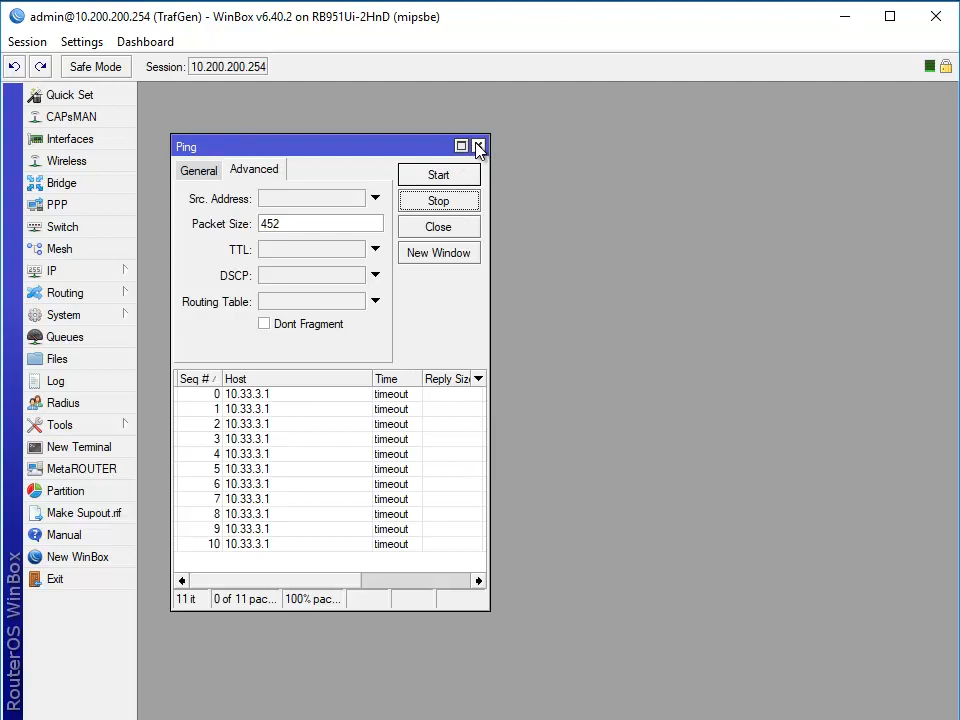 admin@10.200.200.254 (TrafGen) - WinBox v6.40.2 on RB951Ui-2HnD (mipsbe)
Session Settings Dashboard
Safe Mode Session: 10.200.200.254
Quick Set
CAPsMAN
Interfaces
Wireless
Bridge
PPP
Switch
Mesh
IP
Routing
System
Queues
Files
Log
Radius
Tools
New Terminal
MetaROUTER
Partition
Make Supout.rif
Manual
New WinBox
Exit
RouterOS WinBox
Ping
General Advanced
Start
Src. Address:
Stop
Packet Size: 452
Close
TTL:
New Window
DSCP:
Routing Table:
Dont Fragment
Seq # Host Time Reply Siz
0 10.33.3.1 timeout
1 10.33.3.1 timeout
2 10.33.3.1 timeout
3 10.33.3.1 timeout
4 10.33.3.1 timeout
5 10.33.3.1 timeout
6 10.33.3.1 timeout
7 10.33.3.1 timeout
8 10.33.3.1 timeout
9 10.33.3.1 timeout
10 10.33.3.1 timeout
11 it 0 of 11 pac... 100% pac...